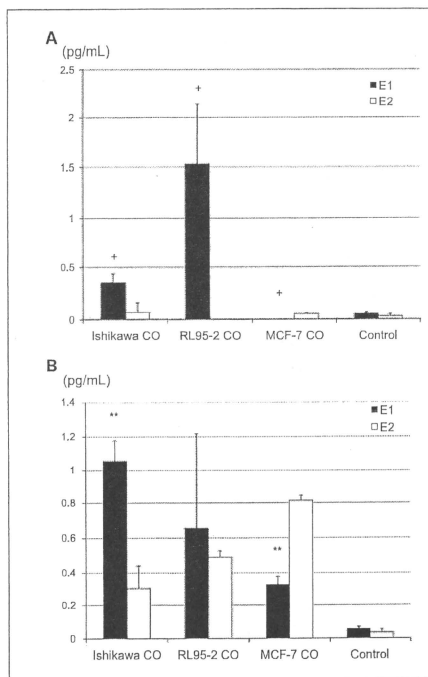 A
(pg/mL)
2.5
2
1.5
1
0.5
0
+
+
+
■E1
□E2
Ishikawa CO RL95-2 CO MCF-7 CO Control
B
(pg/mL)
1.4
1.2
1
0.8
0.6
0.4
0.2
0
**
**
■E1
□E2
Ishikawa CO RL95-2 CO MCF-7 CO Control